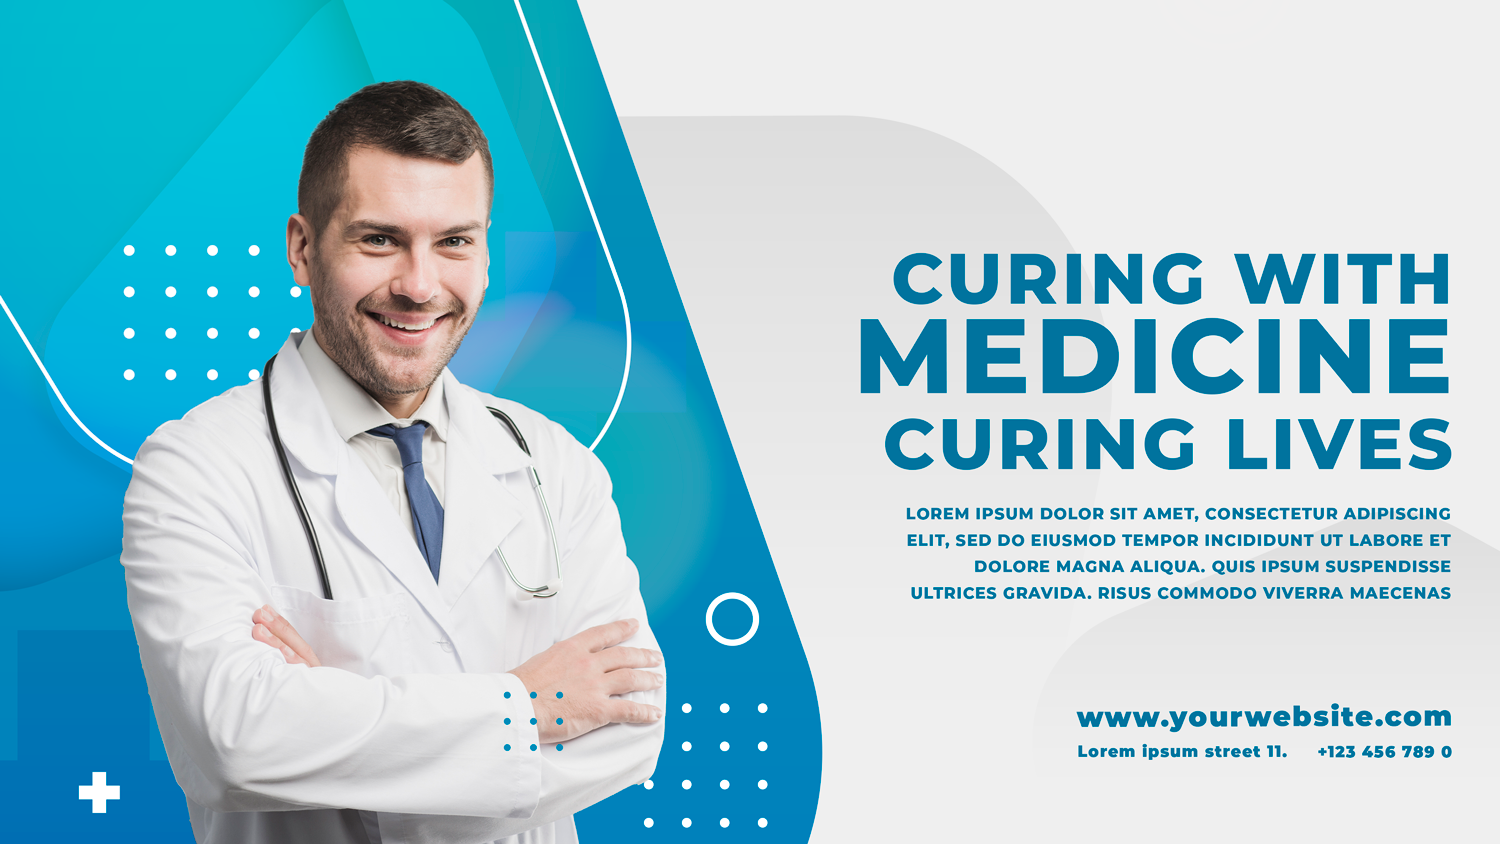 CURING WITH
MEDICINE
CURING LIVES
LOREM IPSUM DOLOR SIT AMET, CONSECTETUR ADIPISCING
ELIT, SED DO EIUSMOD TEMPOR INCIDIDUNT UT LABORE ET
DOLORE MAGNA ALIQUA. QUIS IPSUM SUSPENDISSE
ULTRICES GRAVIDA. RISUS COMMODO VIVERRA MAECENAS
www.yourwebsite.com
Lorem ipsum street 11. +123 456 789 0